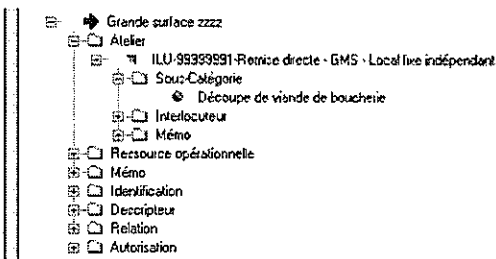 Grande surface zzzz
Atelier
ILU-99399991-Remise directe - GMS - Local fixe indépendant
Sous-Catégorie
Découpe de viande de boucherie
Interlocuteur
Mémo
Ressource opérationnelle
Mémo
Identification
Descripteur
Relation
Autorisation